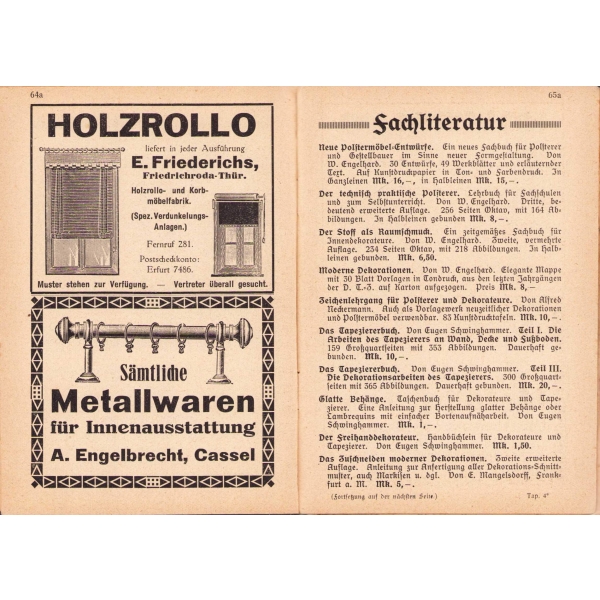 64a
HOLZROLLO
liefert in jeder Ausführung
E. Friederichs,
Friedrichroda-Thür.
Holzrollo- und Korb-
möbelfabrik.
(Spez. Verdunkelungs-
Anlagen.)
Fernruf 281.
Postscheckkonto:
Erfurt 7486.
Muster stehen zur Verfügung. — Vertreter überall gesucht.
Sämtliche
Metallwaren
für Innenausstattung
A. Engelbrecht, Cassel
65a
Fachliteratur
Neue Polstermöbel-Entwürfe. Ein neues Fachbuch für Polsterer
und Gestellbauer im Sinne neuer Formgestaltung. Von
W. Engelhard. 30 Entwürfe, 49 Werkblätter und erläuternder
Text. Auf Kunstdruckpapier in Ton- und Farbendruck. In
Ganzleinen Mk. 16,–, in Halbleinen Mk. 15,–.
Der technisch praktische Polsterer. Lehrbuch für Fachschulen
und zum Selbstunterricht. Von W. Engelhard. Dritte, be-
deutend erweiterte Auflage. 256 Seiten Oktav, mit 164 Ab-
bildungen. In Halbleinen gebunden Mk. 8,–.
Der Stoff als Raumschmuck. Ein zeitgemäßes Fachbuch für
Innendekorateure. Von W. Engelhard. Zweite, vermehrte
Auflage. 234 Seiten Oktav, mit 218 Abbildungen. In Halb-
leinen gebunden. Mk. 6,50.
Moderne Dekorationen. Von W. Engelhard. Elegante Mappe
mit 30 Blatt Vorlagen in Tondruck, aus den letzten Jahrgängen
der D. T.-Z. auf Karton aufgezogen. Preis Mk. 8,–
Zeichenlehrgang für Polsterer und Dekorateure. Von Alfred
Neckermann. Auch als Vorlagewerk neuzeitlicher Dekorationen
und Polstermöbel verwendbar. 83 Kunstdrucktafeln. Mk. 10,–.
Das Tapeziererbuch. Von Eugen Schwinghammer. Teil I. Die
Arbeiten des Tapezierers an Wand, Decke und Fußboden.
159 Großquartseiten mit 353 Abbildungen. Dauerhaft ge-
bunden. Mk. 10,–.
Das Tapeziererbuch. Von Eugen Schwinghammer. Teil III.
Die Dekorationsarbeiten des Tapezierers. 300 Großquart-
seiten mit 365 Abbildungen. Dauerhaft gebunden. Mk. 20,–.
Glatte Behänge. Taschenbuch für Dekorateure und Tape-
zierer. Eine Anleitung zur Herstellung glatter Behänge oder
Lambrequins mit einfacher Bortenaufnäharbeit. Von Eugen
Schwinghammer. Mk. 1,–.
Der Freihanddekorateur. Handbüchlein für Dekorateure und
Tapezierer. Von Eugen Schwinghammer. Mk. 1,50.
Das Zuschneiden moderner Dekorationen. Zweite erweiterte
Auflage. Anleitung zur Anfertigung aller Dekorations-Schnitt-
muster, auch Markisen u. dgl. Von E. Mangelsdorff, Frank-
furt a. M. Mk. 5,–.
(Fortsetzung auf der nächsten Seite.) Tap. 4*